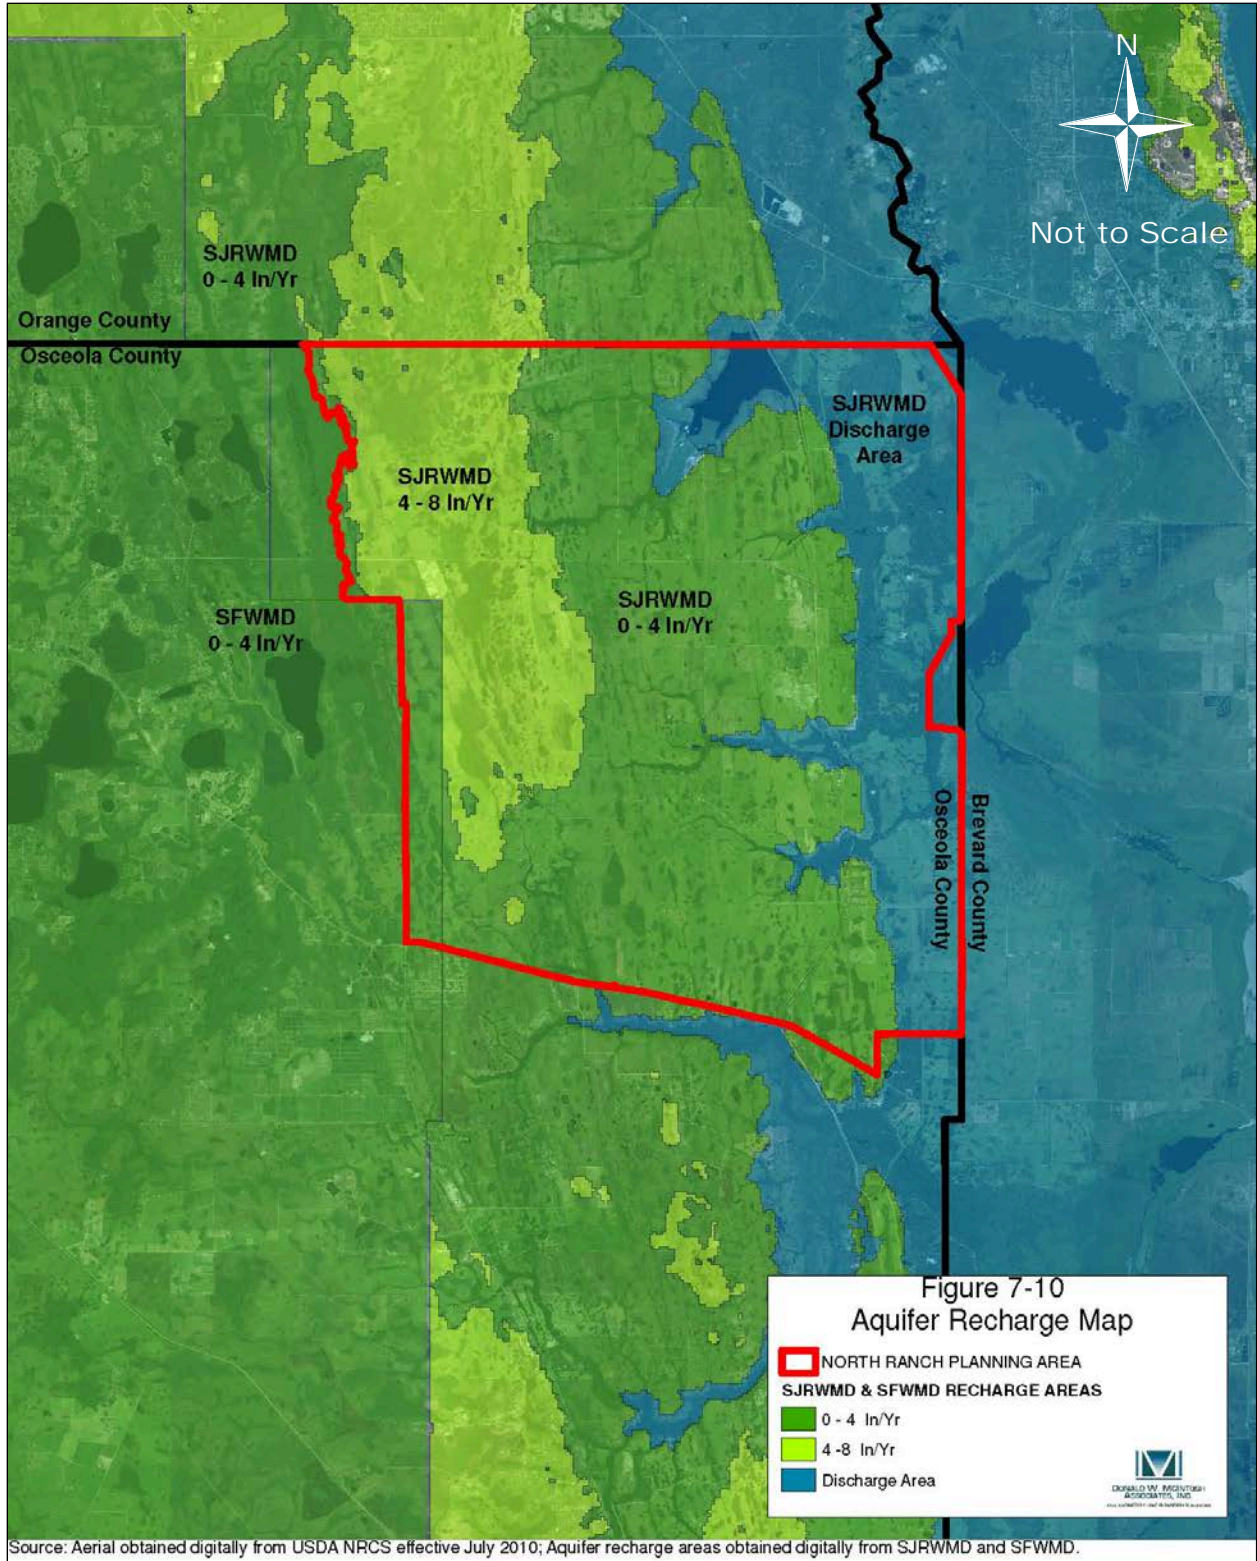 N
Not to Scale
SJRWMD
0 - 4 In/Yr
Orange County
Osceola County
SJRWMD
Discharge
Area
SJRWMD
4 - 8 In/Yr
SJRWMD
0 - 4 In/Yr
SFWMD
0 - 4 In/Yr
Brevard County
Osceola County
Figure 7-10
Aquifer Recharge Map
NORTH RANCH PLANNING AREA
SJRWMD & SFWMD RECHARGE AREAS
0 - 4 In/Yr
4 -8 In/Yr
Discharge Area
DONALD W. MCINTOSH
ASSOCIATES, INC.
Source: Aerial obtained digitally from USDA NRCS effective July 2010; Aquifer recharge areas obtained digitally from SJRWMD and SFWMD.